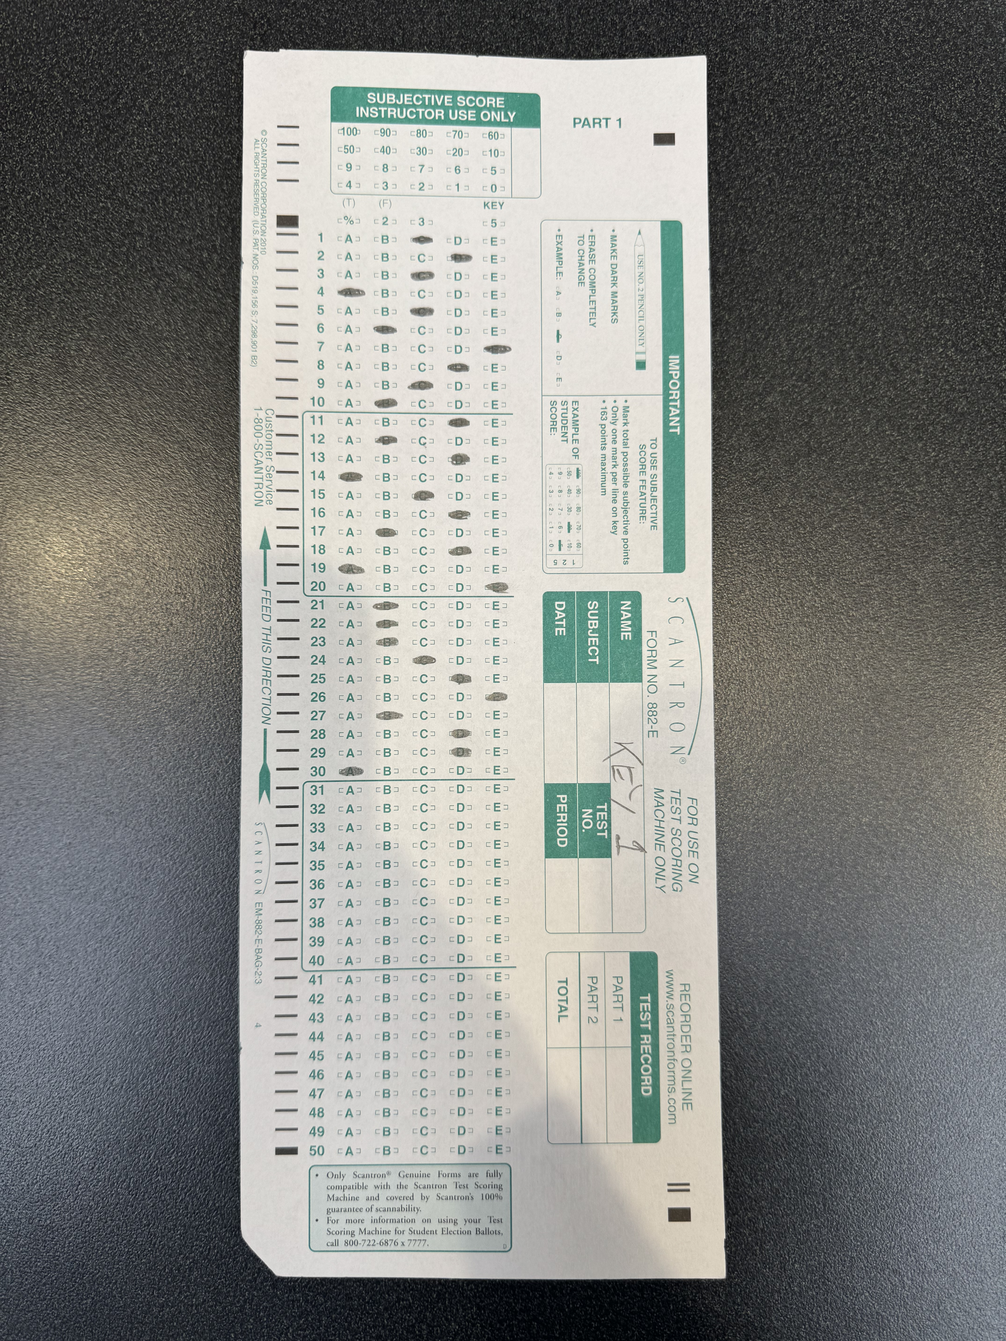 SUBJECTIVE SCORE
INSTRUCTOR USE ONLY
100 90 80 70 60
50 40 30 20 10
9 8 7 6 5
4 3 2 1 0
(T) (F) KEY
% 2 3 5
1 A B D E
2 A B C E
3 A B D E
4 B C D E
5 A B D E
6 A C D E
7 A B C D
8 A B C E
9 A B D E
10 A C D E
11 A B C E
12 A C D E
13 A B C E
14 B C D E
15 A B D E
16 A B C E
17 A C D E
18 A B C E
19 B C D E
20 A B C D
21 A C D E
22 A C D E
23 A C D E
24 A B D E
25 A B C E
26 A B C D
27 A C D E
28 A B C E
29 A B C E
30 B C D E
31 A B C D E
32 A B C D E
33 A B C D E
34 A B C D E
35 A B C D E
36 A B C D E
37 A B C D E
38 A B C D E
39 A B C D E
40 A B C D E
41 A B C D E
42 A B C D E
43 A B C D E
44 A B C D E
45 A B C D E
46 A B C D E
47 A B C D E
48 A B C D E
49 A B C D E
50 A B C D E
• Only Scantron® Genuine Forms are fully
compatible with the Scantron Test Scoring
Machine and covered by Scantron's 100%
guarantee of scannability.
• For more information on using your Test
Scoring Machine for Student Election Ballots,
call 800-722-6876 x 7777.
PART 1
IMPORTANT
USE NO. 2 PENCIL ONLY
• MAKE DARK MARKS
• ERASE COMPLETELY
TO CHANGE
• EXAMPLE: A B D E
TO USE SUBJECTIVE
SCORE FEATURE:
• Mark total possible subjective points
• Only one mark per line on key
• 163 points maximum
EXAMPLE OF
STUDENT
SCORE:
SCANTRON®
FORM NO. 882-E
FOR USE ON
TEST SCORING
MACHINE ONLY
NAME KEY 1
SUBJECT
TEST
NO.
DATE
PERIOD
REORDER ONLINE
www.scantronforms.com
TEST RECORD
PART 1
PART 2
TOTAL
© SCANTRON CORPORATION 2010
ALL RIGHTS RESERVED
Customer Service
1-800-SCANTRON
FEED THIS DIRECTION
SCANTRON EM-882-E-BAG-2:3 4